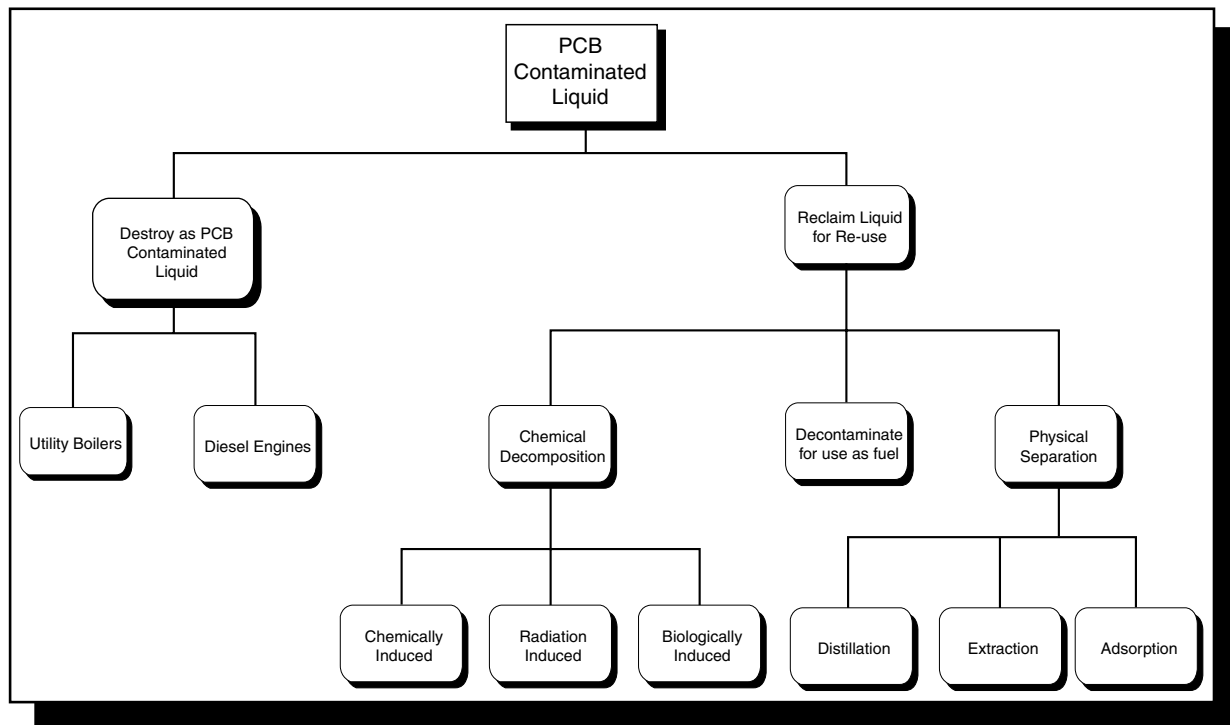 PCB
Contaminated
Liquid
Destroy as PCB
Contaminated
Liquid
Reclaim Liquid
for Re-use
Utility Boilers
Diesel Engines
Chemical
Decomposition
Decontaminate
for use as fuel
Physical
Separation
Chemically
Induced
Radiation
Induced
Biologically
Induced
Distillation
Extraction
Adsorption